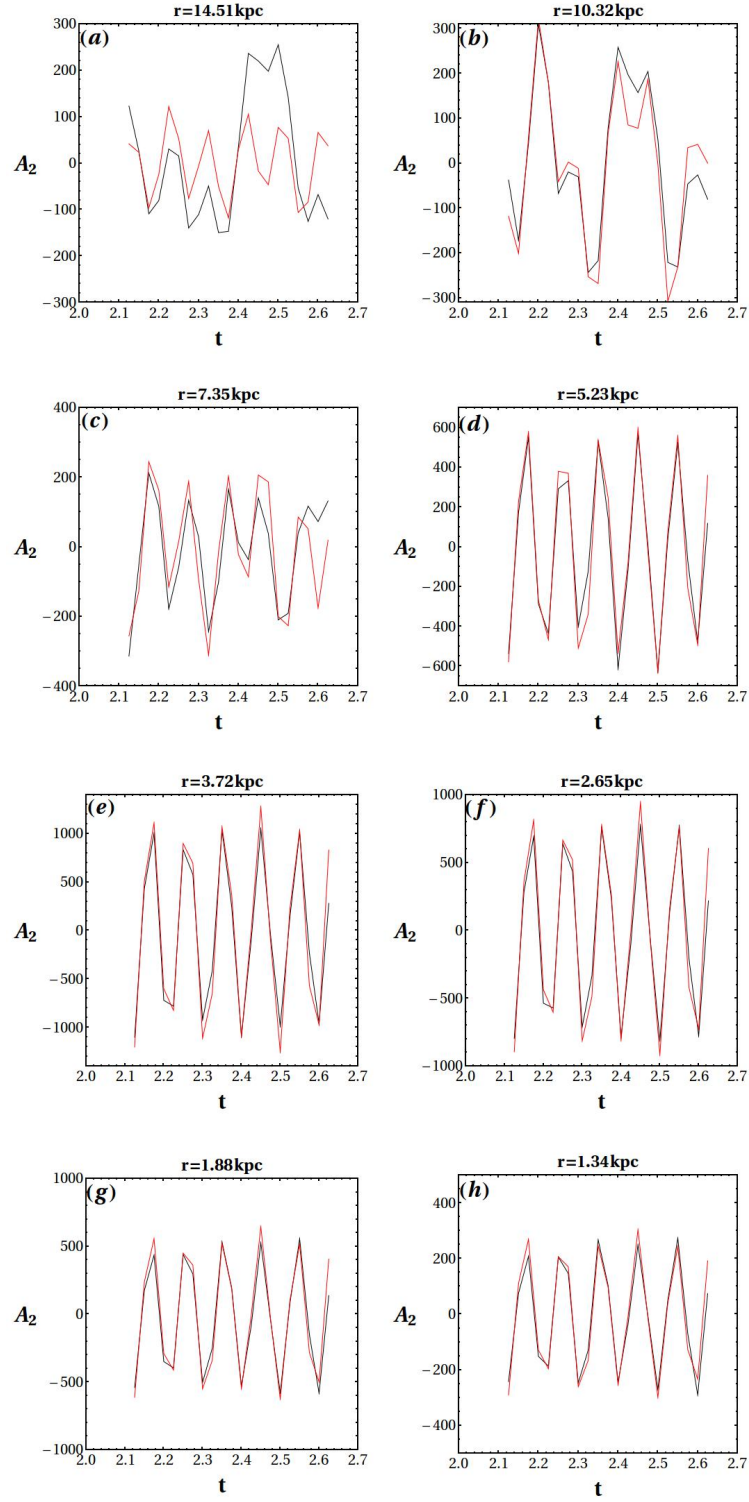 r=14.51kpc
(a)
300
200
100
0
−100
−200
−300
A2
2.0 2.1 2.2 2.3 2.4 2.5 2.6 2.7
t
r=10.32kpc
(b)
300
200
100
0
−100
−200
−300
A2
2.0 2.1 2.2 2.3 2.4 2.5 2.6 2.7
t
r=7.35kpc
(c)
400
200
0
−200
−400
A2
2.0 2.1 2.2 2.3 2.4 2.5 2.6 2.7
t
r=5.23kpc
(d)
600
400
200
0
−200
−400
−600
A2
2.0 2.1 2.2 2.3 2.4 2.5 2.6 2.7
t
r=3.72kpc
(e)
1000
500
0
−500
−1000
A2
2.0 2.1 2.2 2.3 2.4 2.5 2.6 2.7
t
r=2.65kpc
(f)
1000
500
0
−500
−1000
A2
2.0 2.1 2.2 2.3 2.4 2.5 2.6 2.7
t
r=1.88kpc
(g)
1000
500
0
−500
−1000
A2
2.0 2.1 2.2 2.3 2.4 2.5 2.6 2.7
t
r=1.34kpc
(h)
400
200
0
−200
−400
A2
2.0 2.1 2.2 2.3 2.4 2.5 2.6 2.7
t